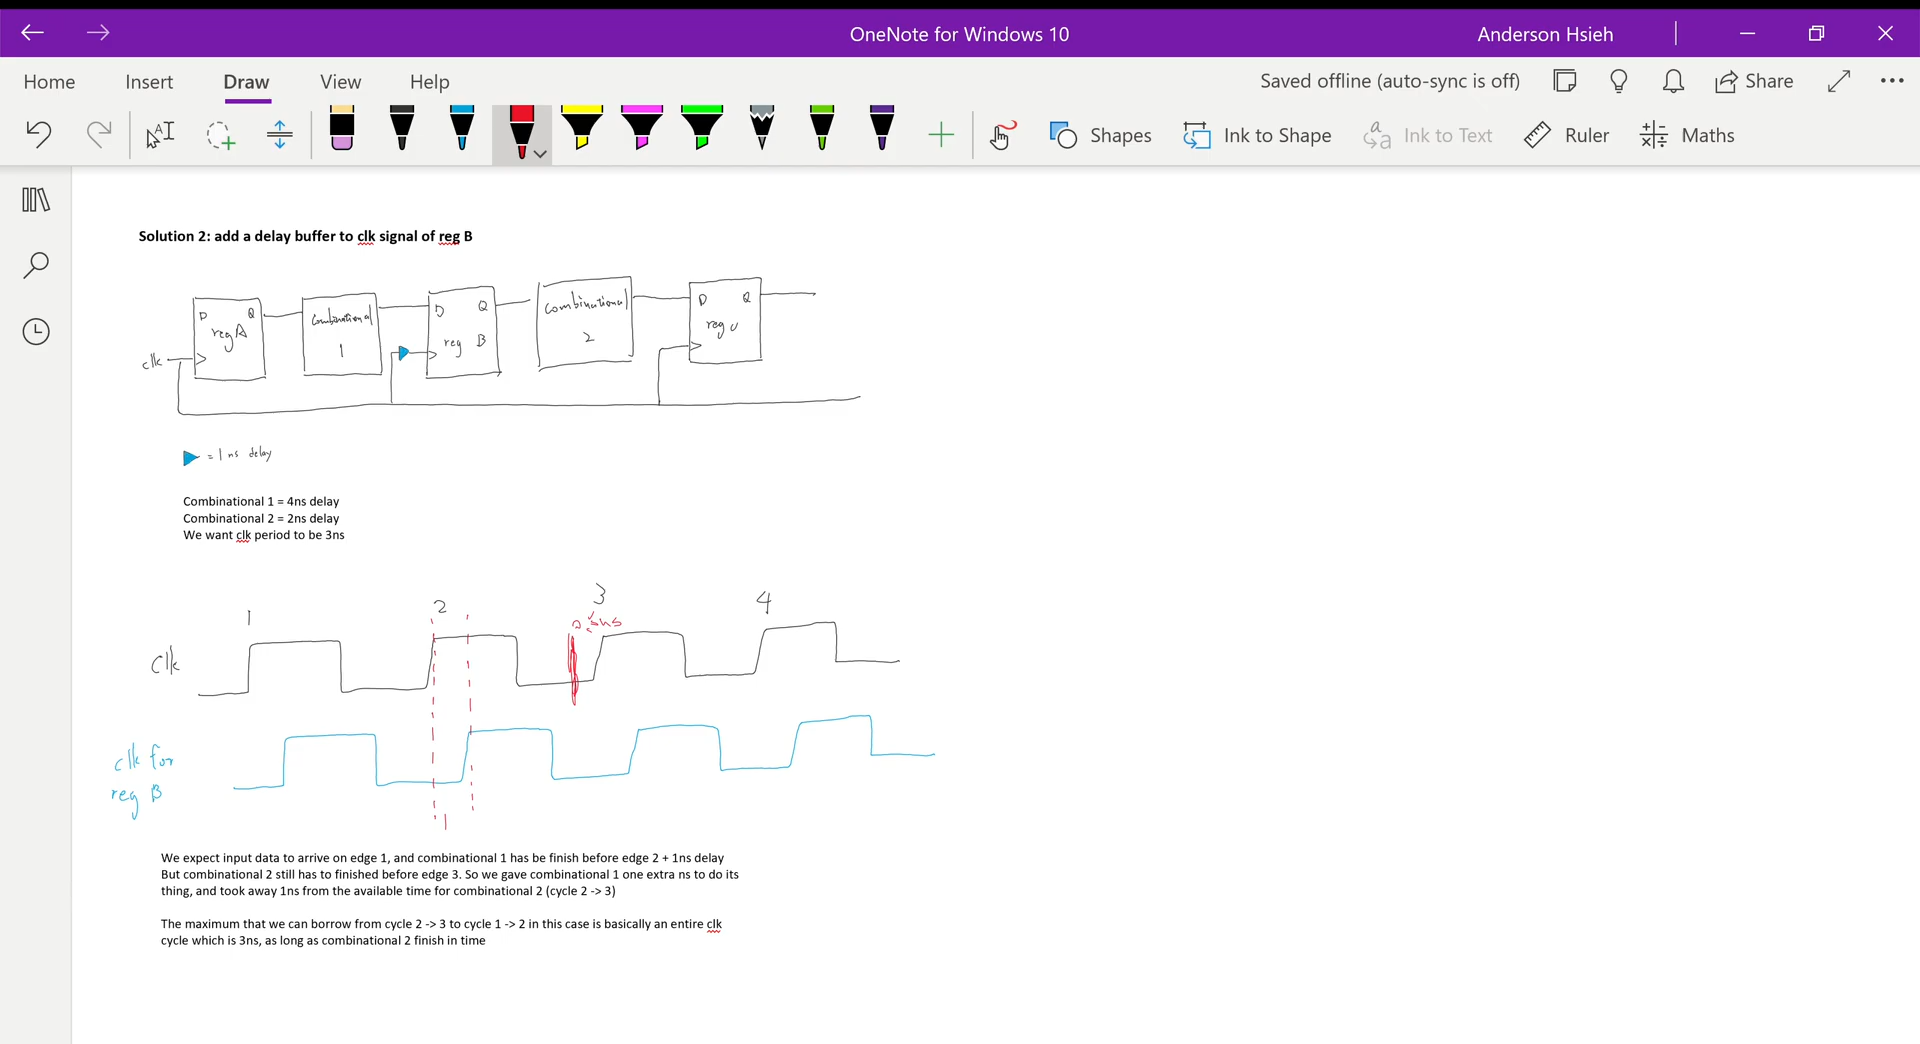 OneNote for Windows 10
Anderson Hsieh
Home Insert Draw View Help
Saved offline (auto-sync is off)
Share
Shapes
Ink to Shape
Ink to Text
Ruler
Maths
Solution 2: add a delay buffer to clk signal of reg B
D Q
reg A
Combinational
1
D Q
reg B
Combinational
2
D Q
reg
clk
= 1 ns delay
Combinational 1 = 4ns delay
Combinational 2 = 2ns delay
We want clk period to be 3ns
1 2 3 4
clk
clk for
reg B
1
We expect input data to arrive on edge 1, and combinational 1 has be finish before edge 2 + 1ns delay
But combinational 2 still has to finished before edge 3. So we gave combinational 1 one extra ns to do its
thing, and took away 1ns from the available time for combinational 2 (cycle 2 -> 3)
The maximum that we can borrow from cycle 2 -> 3 to cycle 1 -> 2 in this case is basically an entire clk
cycle which is 3ns, as long as combinational 2 finish in time